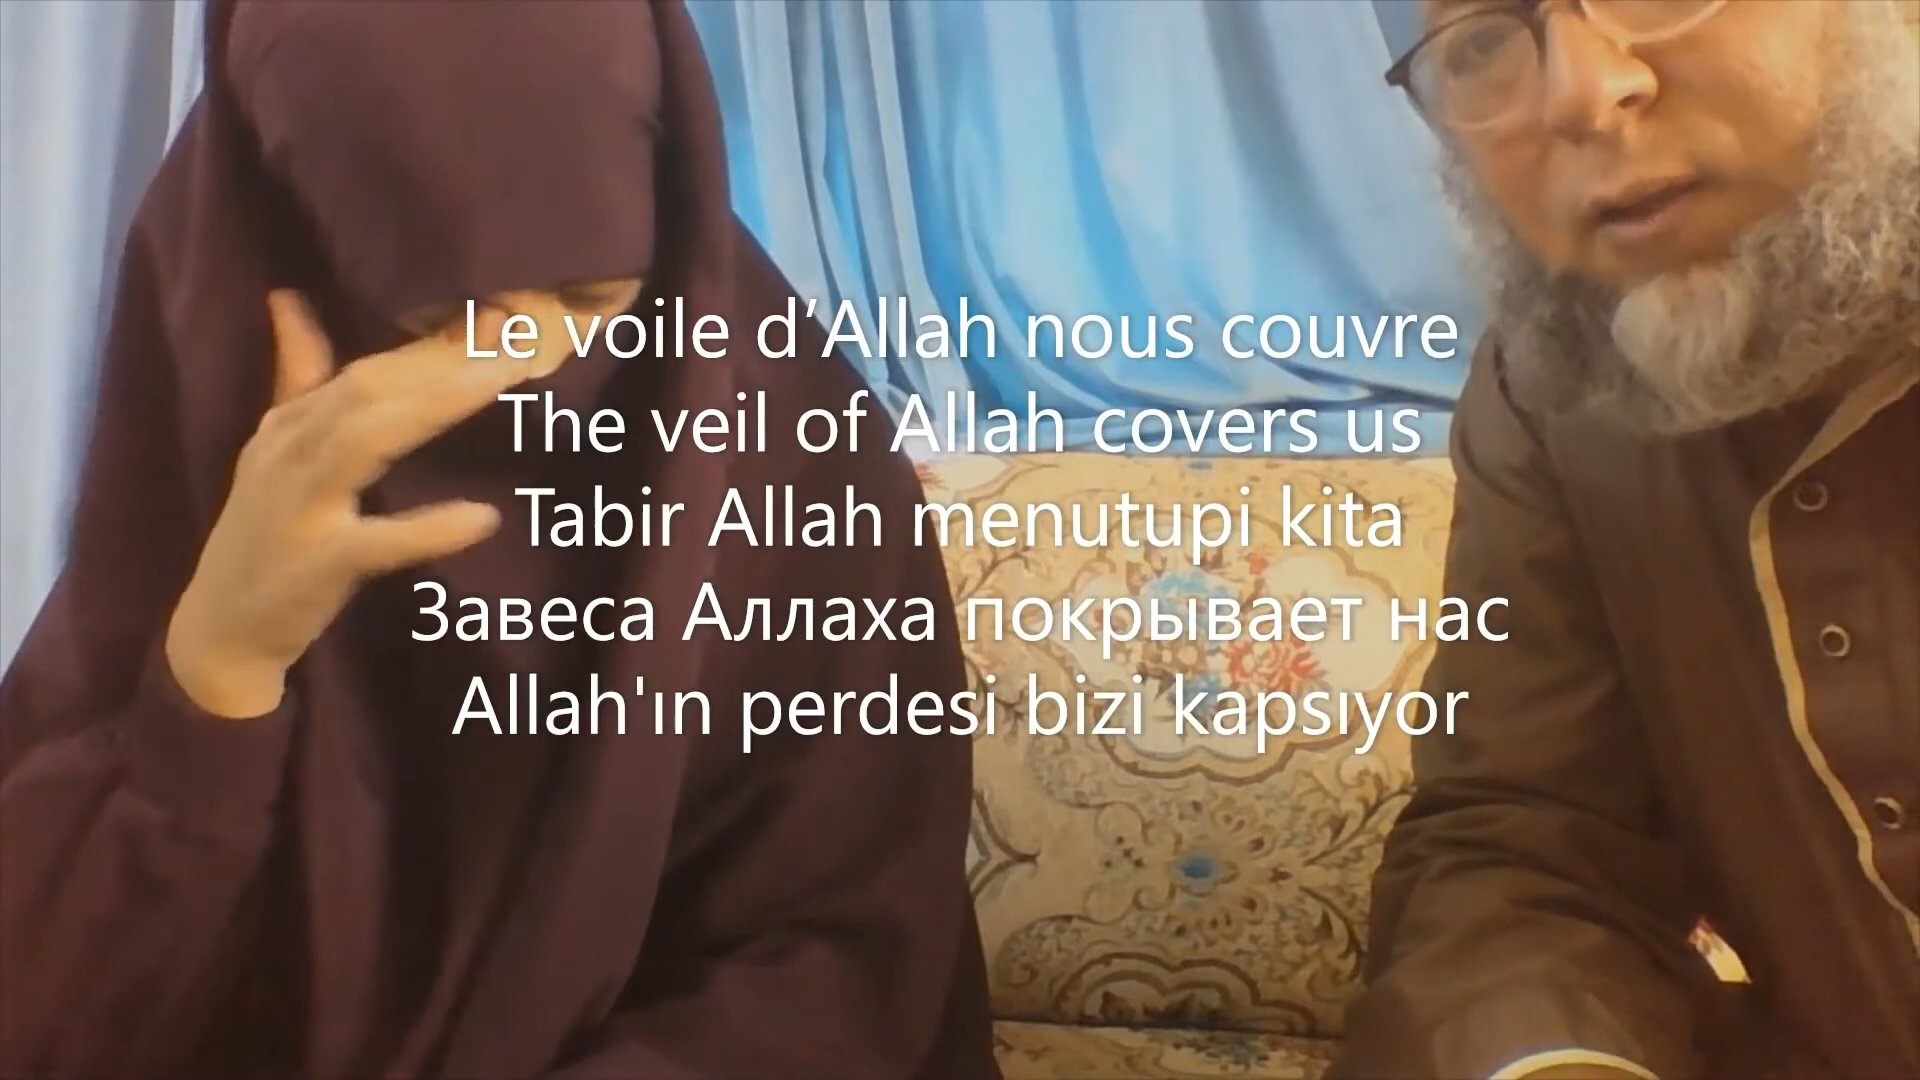 Le voile d’Allah nous couvre
The veil of Allah covers us
Tabir Allah menutupi kita
Завеса Аллаха покрывает нас
Allah'ın perdesi bizi kapsıyor